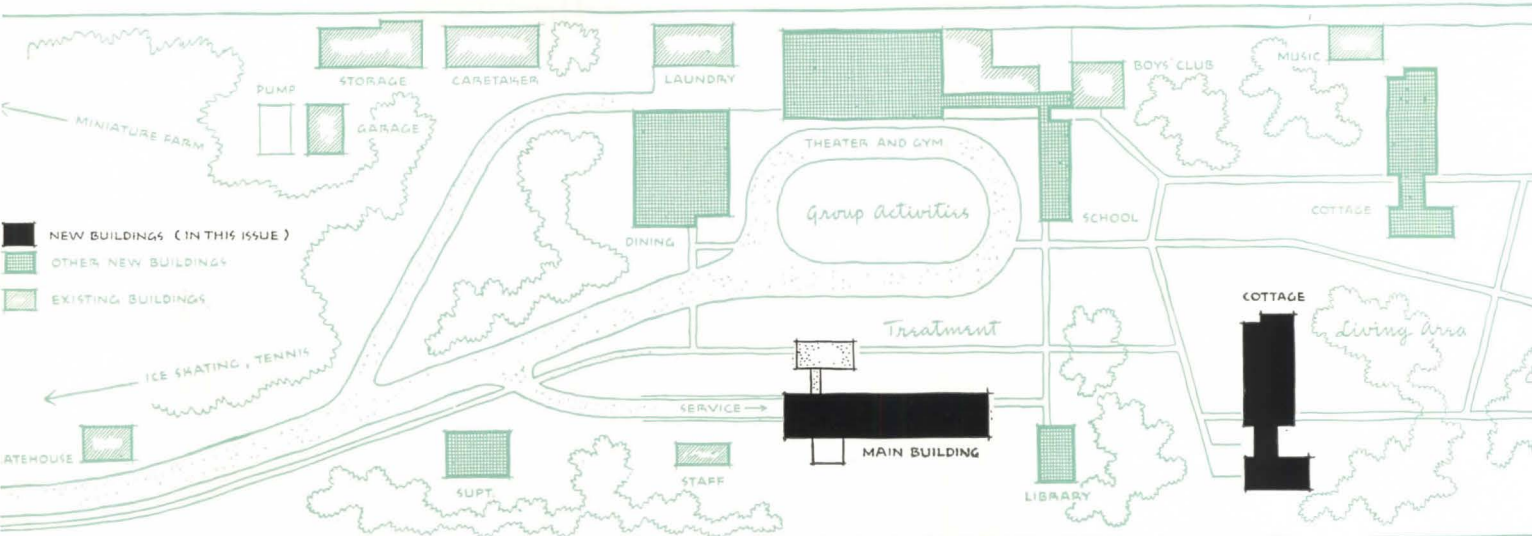 STORAGE
CARETAKER
LAUNDRY
BOYS' CLUB
MUSIC
PUMP
GARAGE
MINIATURE FARM
THEATER AND GYM
Group Activities
SCHOOL
COTTAGE
DINING
NEW BUILDINGS (IN THIS ISSUE)
OTHER NEW BUILDINGS
EXISTING BUILDINGS
COTTAGE
Treatment
Living Area
ICE SKATING, TENNIS
SERVICE
MAIN BUILDING
ATEHOUSE
SUPT.
STAFF
LIBRARY